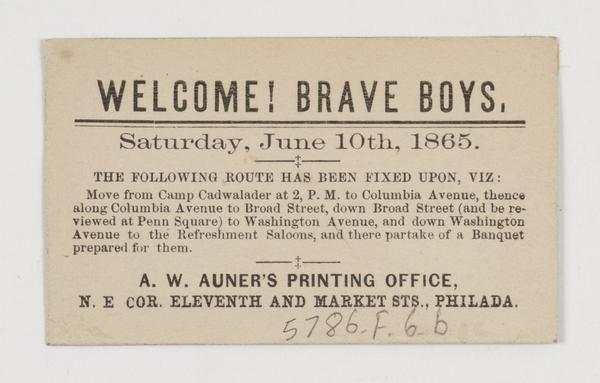 WELCOME! BRAVE BOYS.
Saturday, June 10th, 1865.
THE FOLLOWING ROUTE HAS BEEN FIXED UPON, VIZ:
Move from Camp Cadwalader at 2, P. M. to Columbia Avenue, thence
along Columbia Avenue to Broad Street, down Broad Street (and be re-
viewed at Penn Square) to Washington Avenue, and down Washington
Avenue to the Refreshment Saloons, and there partake of a Banquet
prepared for them.
A. W. AUNER'S PRINTING OFFICE,
N. E COR. ELEVENTH AND MARKET STS., PHILADA.
5786.F.6.b